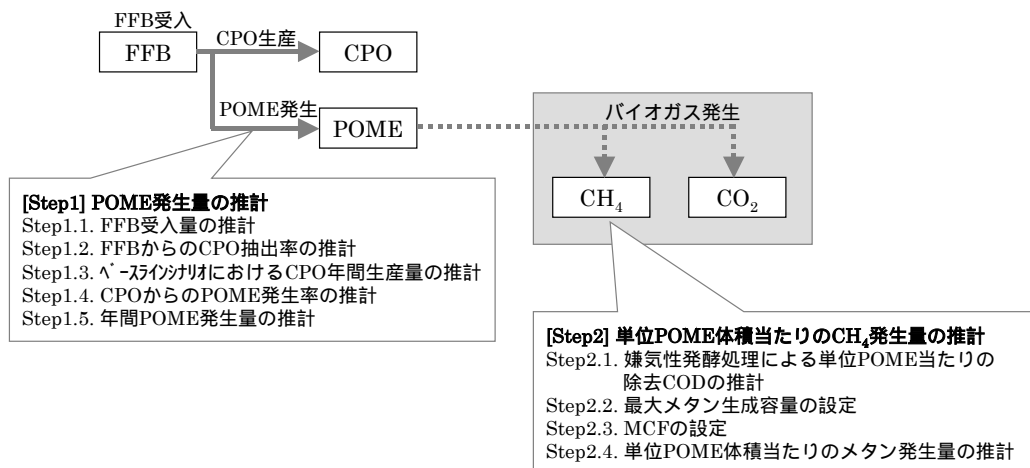 FFB受入
FFB
CPO生産
CPO
POME発生
POME
バイオガス発生
CH₄
CO₂
[Step1] POME発生量の推計
Step1.1. FFB受入量の推計
Step1.2. FFBからのCPO抽出率の推計
Step1.3. ﾍﾞｰｽﾗｲﾝｼﾅﾘｵにおけるCPO年間生産量の推計
Step1.4. CPOからのPOME発生率の推計
Step1.5. 年間POME発生量の推計
[Step2] 単位POME体積当たりのCH₄発生量の推計
Step2.1. 嫌気性発酵処理による単位POME当たりの
除去CODの推計
Step2.2. 最大メタン生成容量の設定
Step2.3. MCFの設定
Step2.4. 単位POME体積当たりのメタン発生量の推計